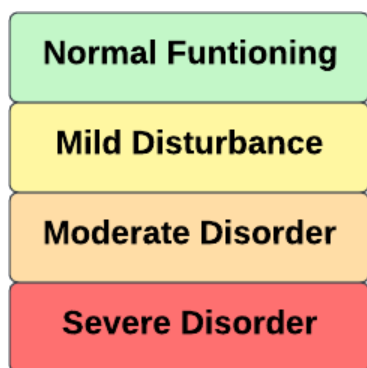 Normal Funtioning
Mild Disturbance
Moderate Disorder
Severe Disorder